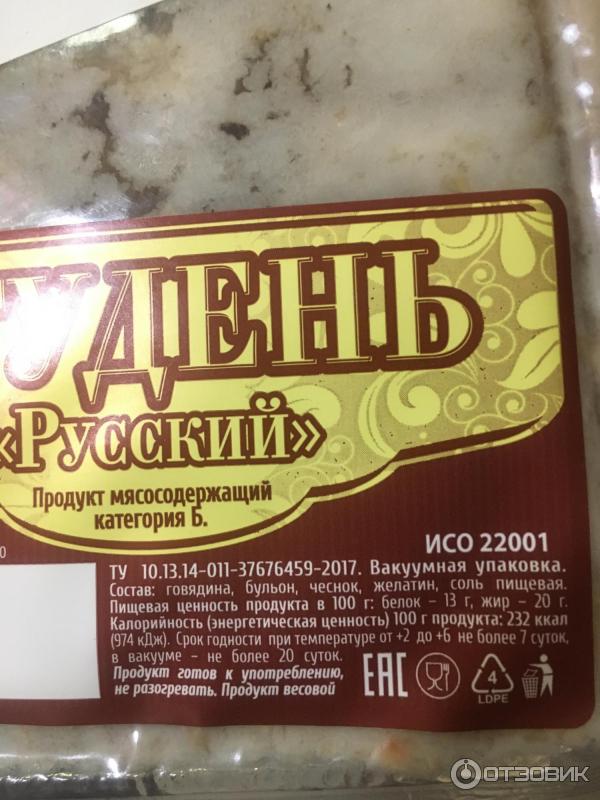 УДЕНЬ
«Русский»
Продукт мясосодержащий
категория Б.
ИСО 22001
ТУ 10.13.14-011-37676459-2017. Вакуумная упаковка.
Состав: говядина, бульон, чеснок, желатин, соль пищевая.
Пищевая ценность продукта в 100 г: белок – 13 г, жир – 20 г.
Калорийность (энергетическая ценность) 100 г продукта: 232 ккал
(974 кДж). Срок годности при температуре от +2 до +6 не более 7 суток,
в вакууме – не более 20 суток.
Продукт готов к употреблению,
не разогревать. Продукт весовой
EAC
4
LDPE
ОТЗОВИК